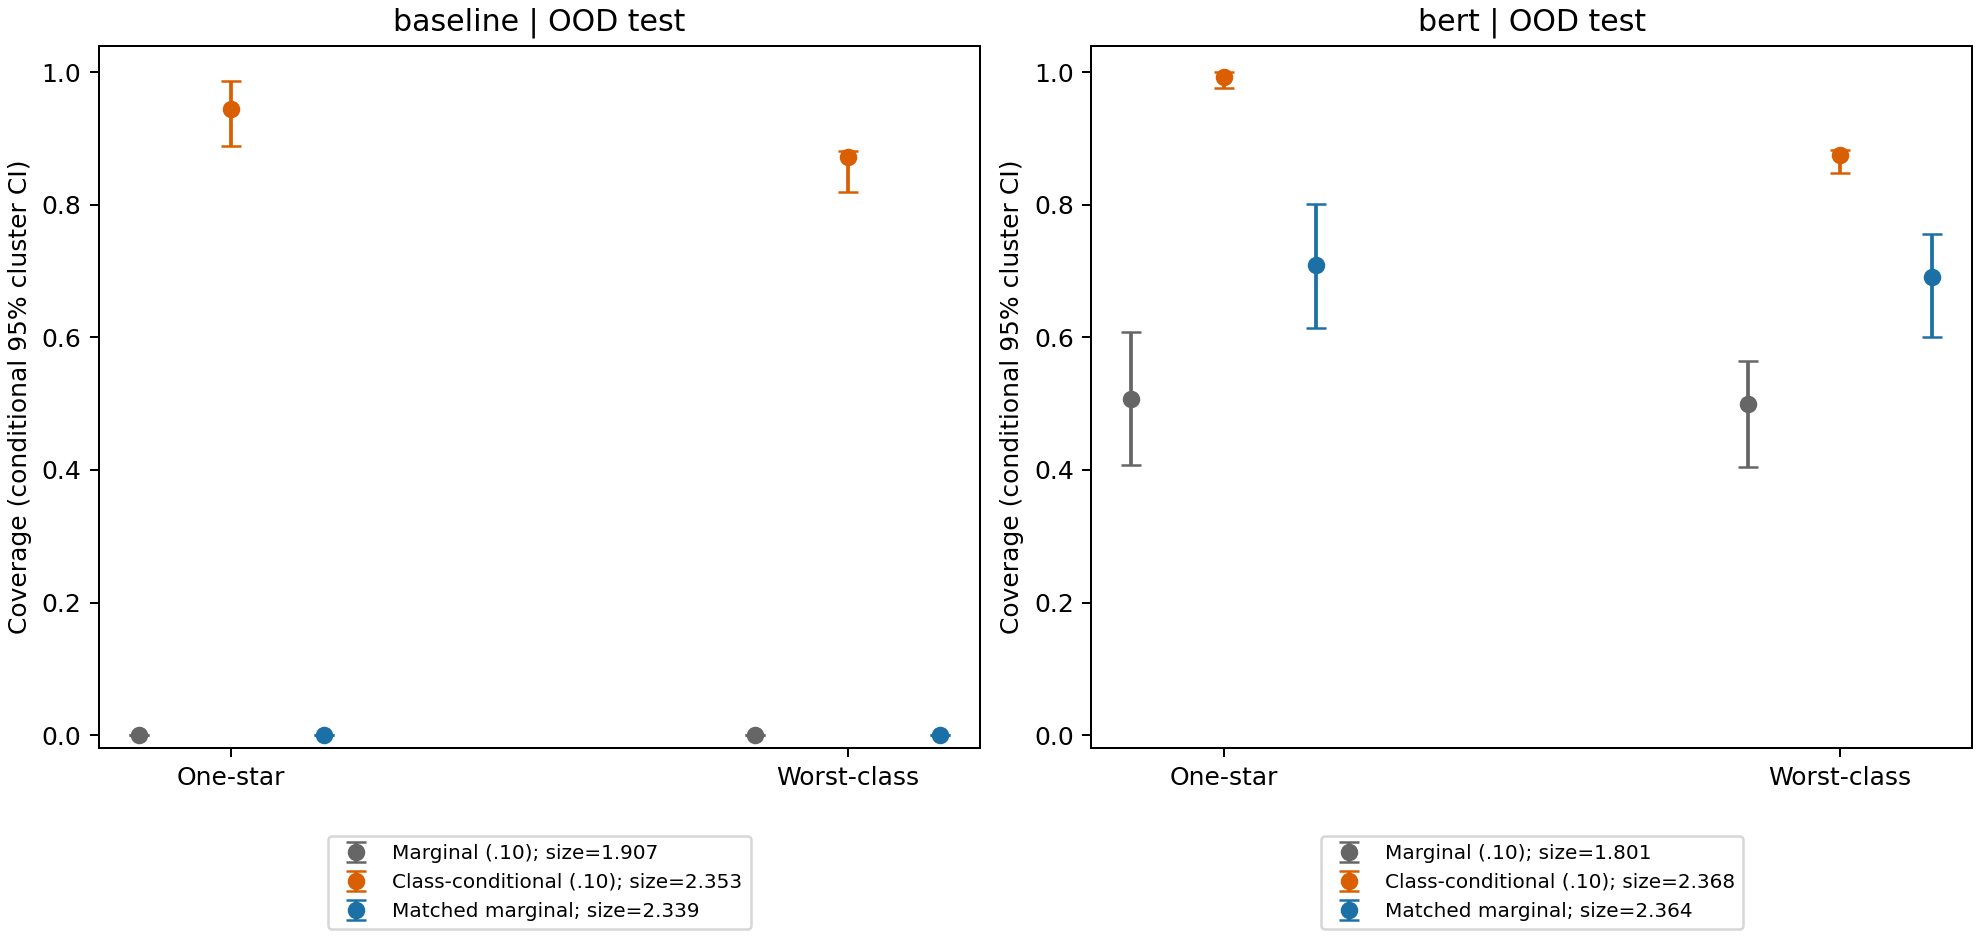 baseline | OOD test
Coverage (conditional 95% cluster CI)
1.0
0.8
0.6
0.4
0.2
0.0
One-star
Worst-class
Marginal (.10); size=1.907
Class-conditional (.10); size=2.353
Matched marginal; size=2.339
bert | OOD test
Coverage (conditional 95% cluster CI)
1.0
0.8
0.6
0.4
0.2
0.0
One-star
Worst-class
Marginal (.10); size=1.801
Class-conditional (.10); size=2.368
Matched marginal; size=2.364